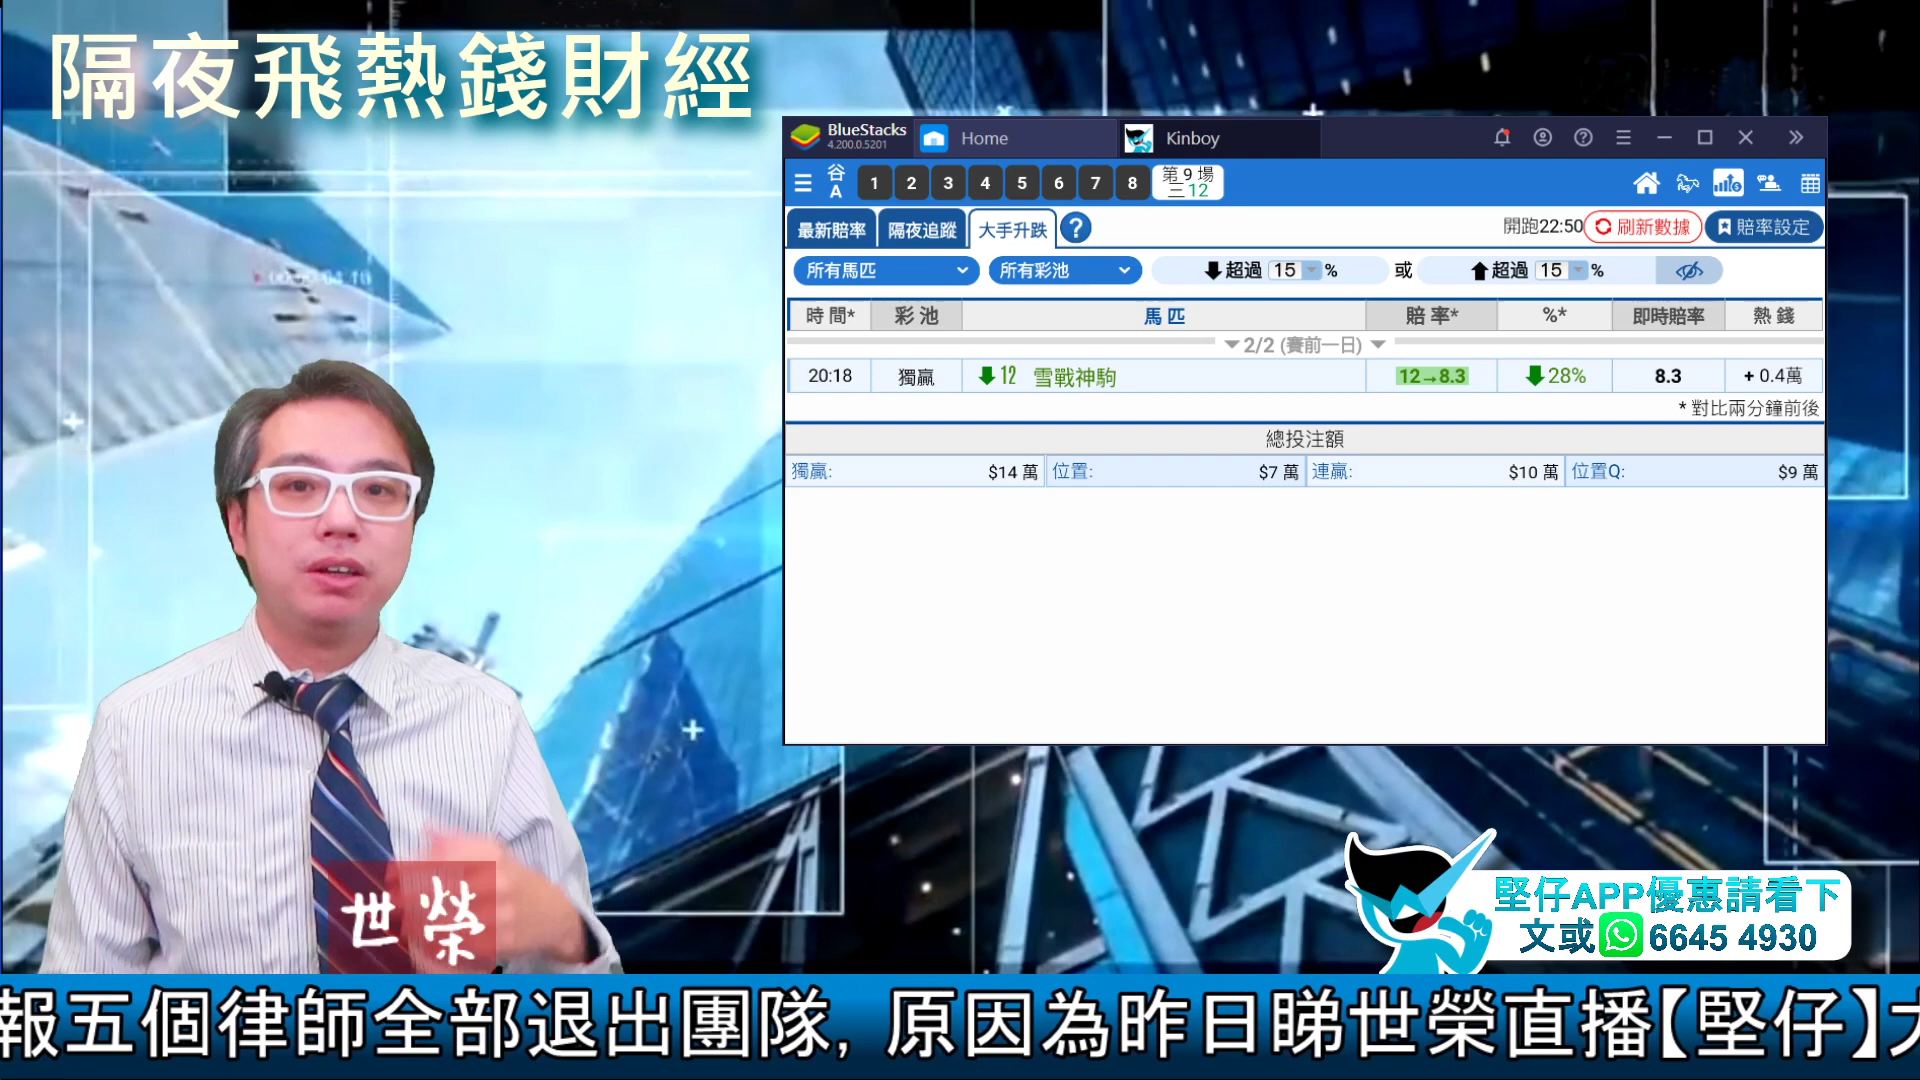 隔夜飛熱錢財經
BlueStacks
4.200.0.5201
Home
Kinboy
谷
A
1 2 3 4 5 6 7 8
第 9 場
三 12
最新賠率 隔夜追蹤 大手升跌 ?
開跑22:50 刷新數據 賠率設定
所有馬匹 所有彩池 超過 15 % 或 超過 15 %
時 間* 彩 池 馬 匹 賠 率* %* 即時賠率 熱 錢
2/2 (賽前一日)
20:18 獨贏 12 雪戰神駒 12→8.3 28% 8.3 + 0.4萬
* 對比兩分鐘前後
總投注額
獨贏: $14 萬 位置: $7 萬 連贏: $10 萬 位置Q: $9 萬
世榮
堅仔APP優惠請看下
文或 6645 4930
報五個律師全部退出團隊, 原因為昨日睇世榮直播【堅仔】大